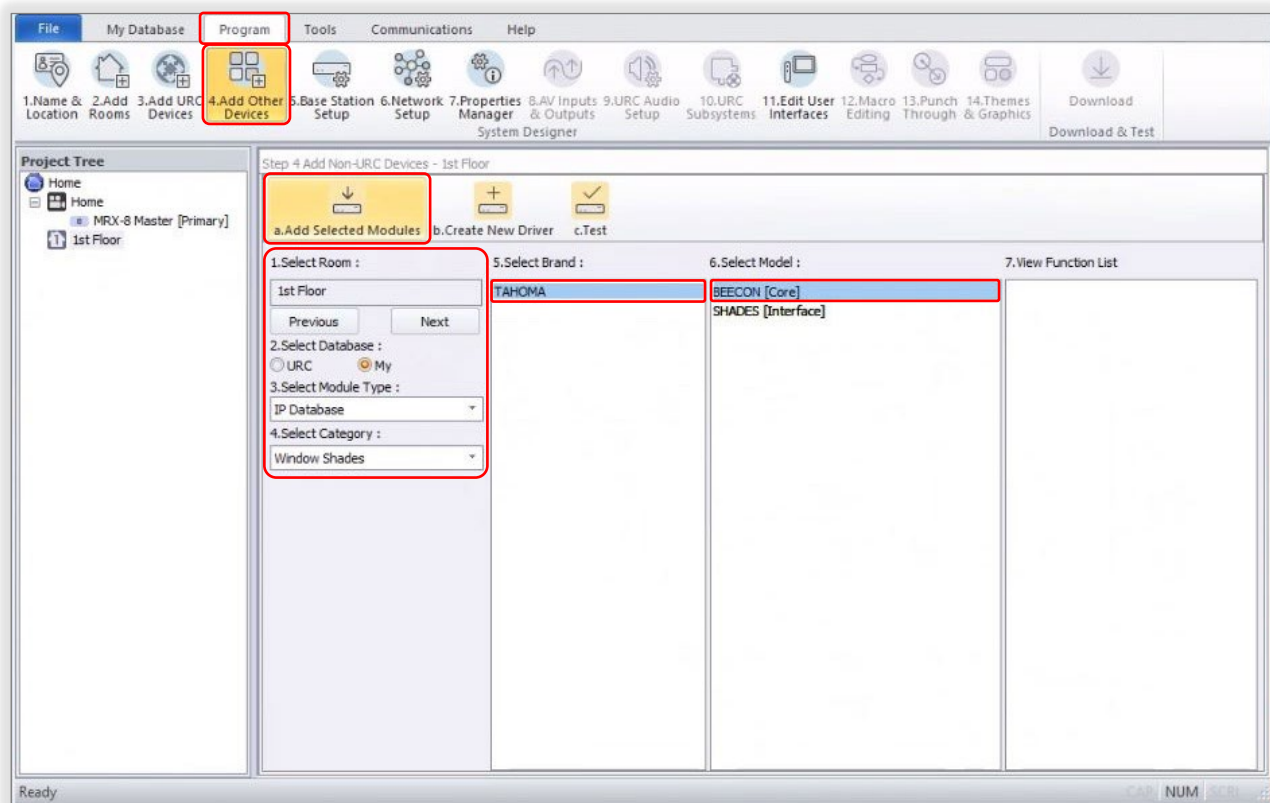 File My Database Program Tools Communications Help
1.Name & Location
2.Add Rooms
3.Add URC Devices
4.Add Other Devices
5.Base Station Setup
6.Network Setup
7.Properties Manager
8.AV Inputs & Outputs
9.URC Audio Setup
10.URC Subsystems
11.Edit User Interfaces
12.Macro Editing
13.Punch Through
14.Themes & Graphics
Download
System Designer
Download & Test
Project Tree
Home
Home
MRX-8 Master [Primary]
1st Floor
Step 4 Add Non-URC Devices - 1st Floor
a.Add Selected Modules b.Create New Driver c.Test
1.Select Room :
1st Floor
Previous Next
2.Select Database :
URC My
3.Select Module Type :
IP Database
4.Select Category :
Window Shades
5.Select Brand :
TAHOMA
6.Select Model :
BEECON [Core]
SHADES [Interface]
7.View Function List
Ready
CAP NUM SCRL